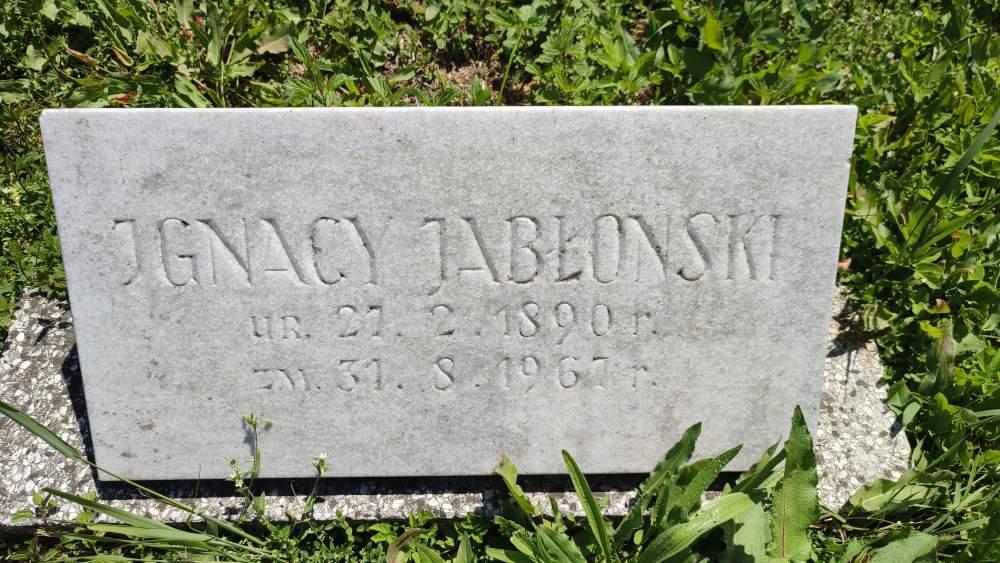 JGNACY JABŁONSKI
UR. 21. 2. 1890 r.
ZM. 31. 8. 1967 r.